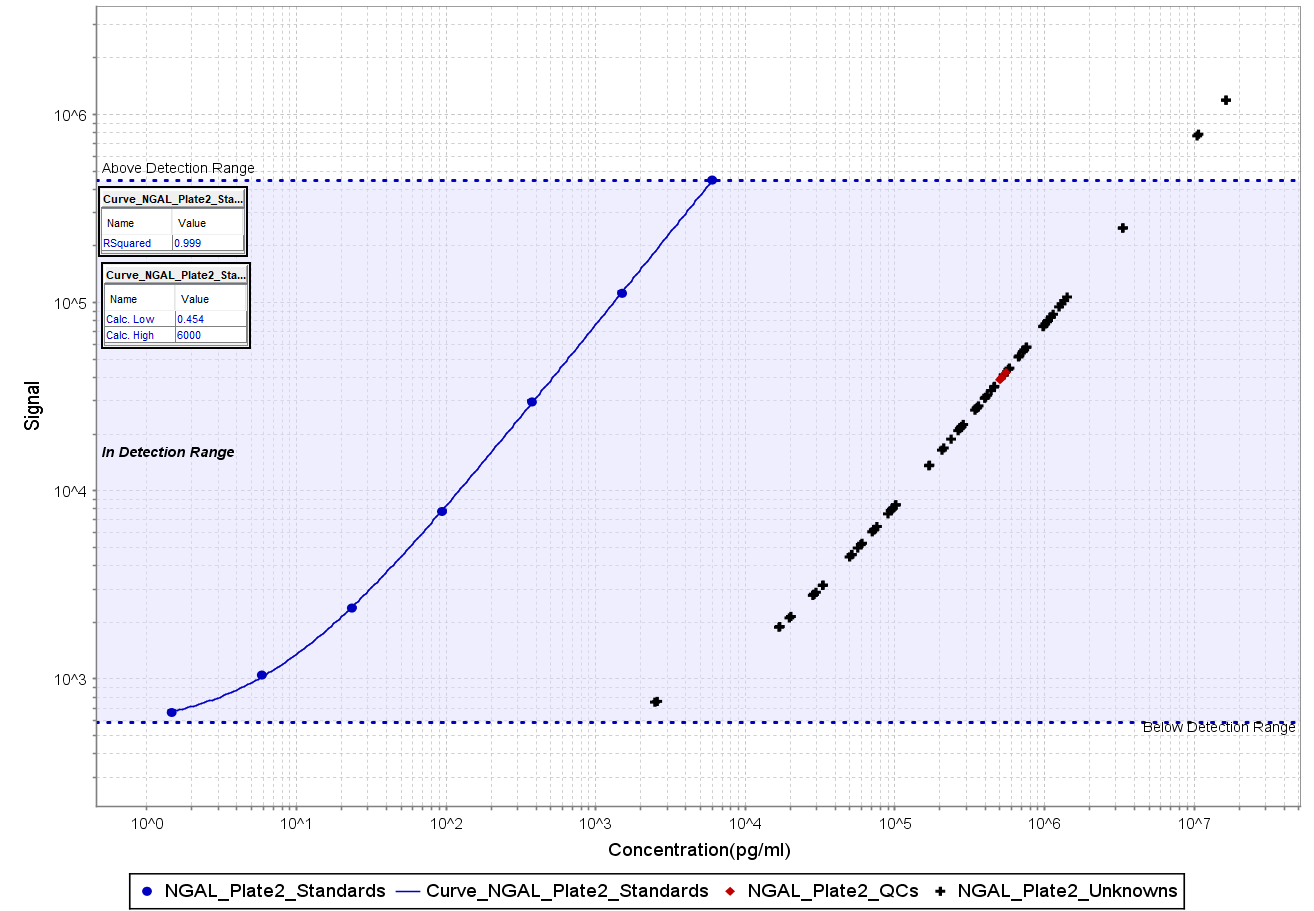 10^6
Above Detection Range
Curve_NGAL_Plate2_Sta...
Name Value
RSquared 0.999
Curve_NGAL_Plate2_Sta...
Name Value
Calc. Low 0.454
Calc. High 6000
10^5
Signal
In Detection Range
10^4
10^3
Below Detection Range
10^0 10^1 10^2 10^3 10^4 10^5 10^6 10^7
Concentration(pg/ml)
NGAL_Plate2_Standards Curve_NGAL_Plate2_Standards NGAL_Plate2_QCs NGAL_Plate2_Unknowns